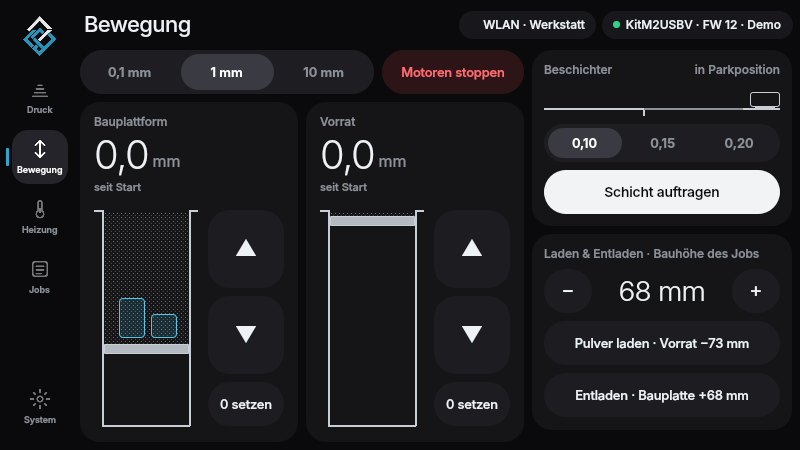 Bewegung
WLAN · Werkstatt
KitM2USBV · FW 12 · Demo
Druck
Bewegung
Heizung
Jobs
System
0,1 mm
1 mm
10 mm
Motoren stoppen
Bauplattform
0,0 mm
seit Start
0 setzen
Vorrat
0,0 mm
seit Start
0 setzen
Beschichter
in Parkposition
0,10
0,15
0,20
Schicht auftragen
Laden & Entladen · Bauhöhe des Jobs
− 68 mm +
Pulver laden · Vorrat −73 mm
Entladen · Bauplatte +68 mm